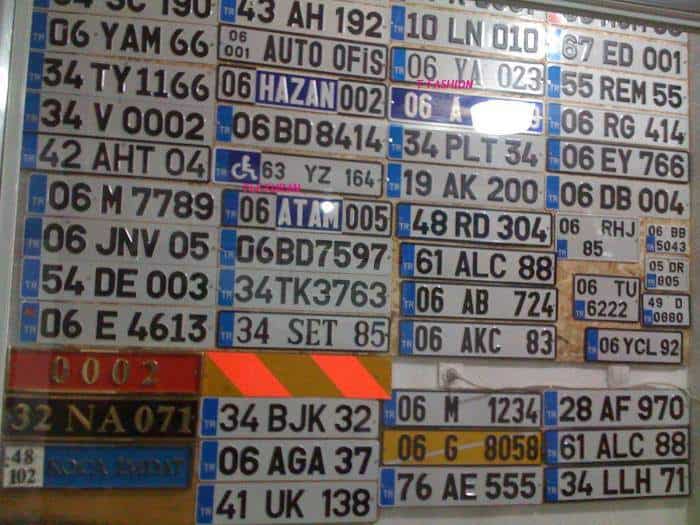 43 AH 192
10 LN 010
06 YAM 66
06 001 AUTO OFİS
06 YA 023
67 ED 001
34 TY 1166
06 HAZAN 002
T-FASHION
06 A
55 REM 55
34 V 0002
06 BD 8414
34 PLT 34
06 RG 414
42 AHT 04
63 YZ 164
19 AK 200
06 EY 766
06 M 7789
06 ATAM 005
48 RD 304
06 DB 004
06 JNV 05
06BD7597
61 ALC 88
06 RHJ 85
06 BB 5043
54 DE 003
34TK3763
06 AB 724
06 TU 6222
05 DR 605
06 E 4613
34 SET 85
06 AKC 83
49 D 0660
06 YCL 92
0002
32 NA 071
34 BJK 32
06 M 1234
28 AF 970
48 102
06 AGA 37
06 G 8058
61 ALC 88
41 UK 138
76 AE 555
34 LLH 71